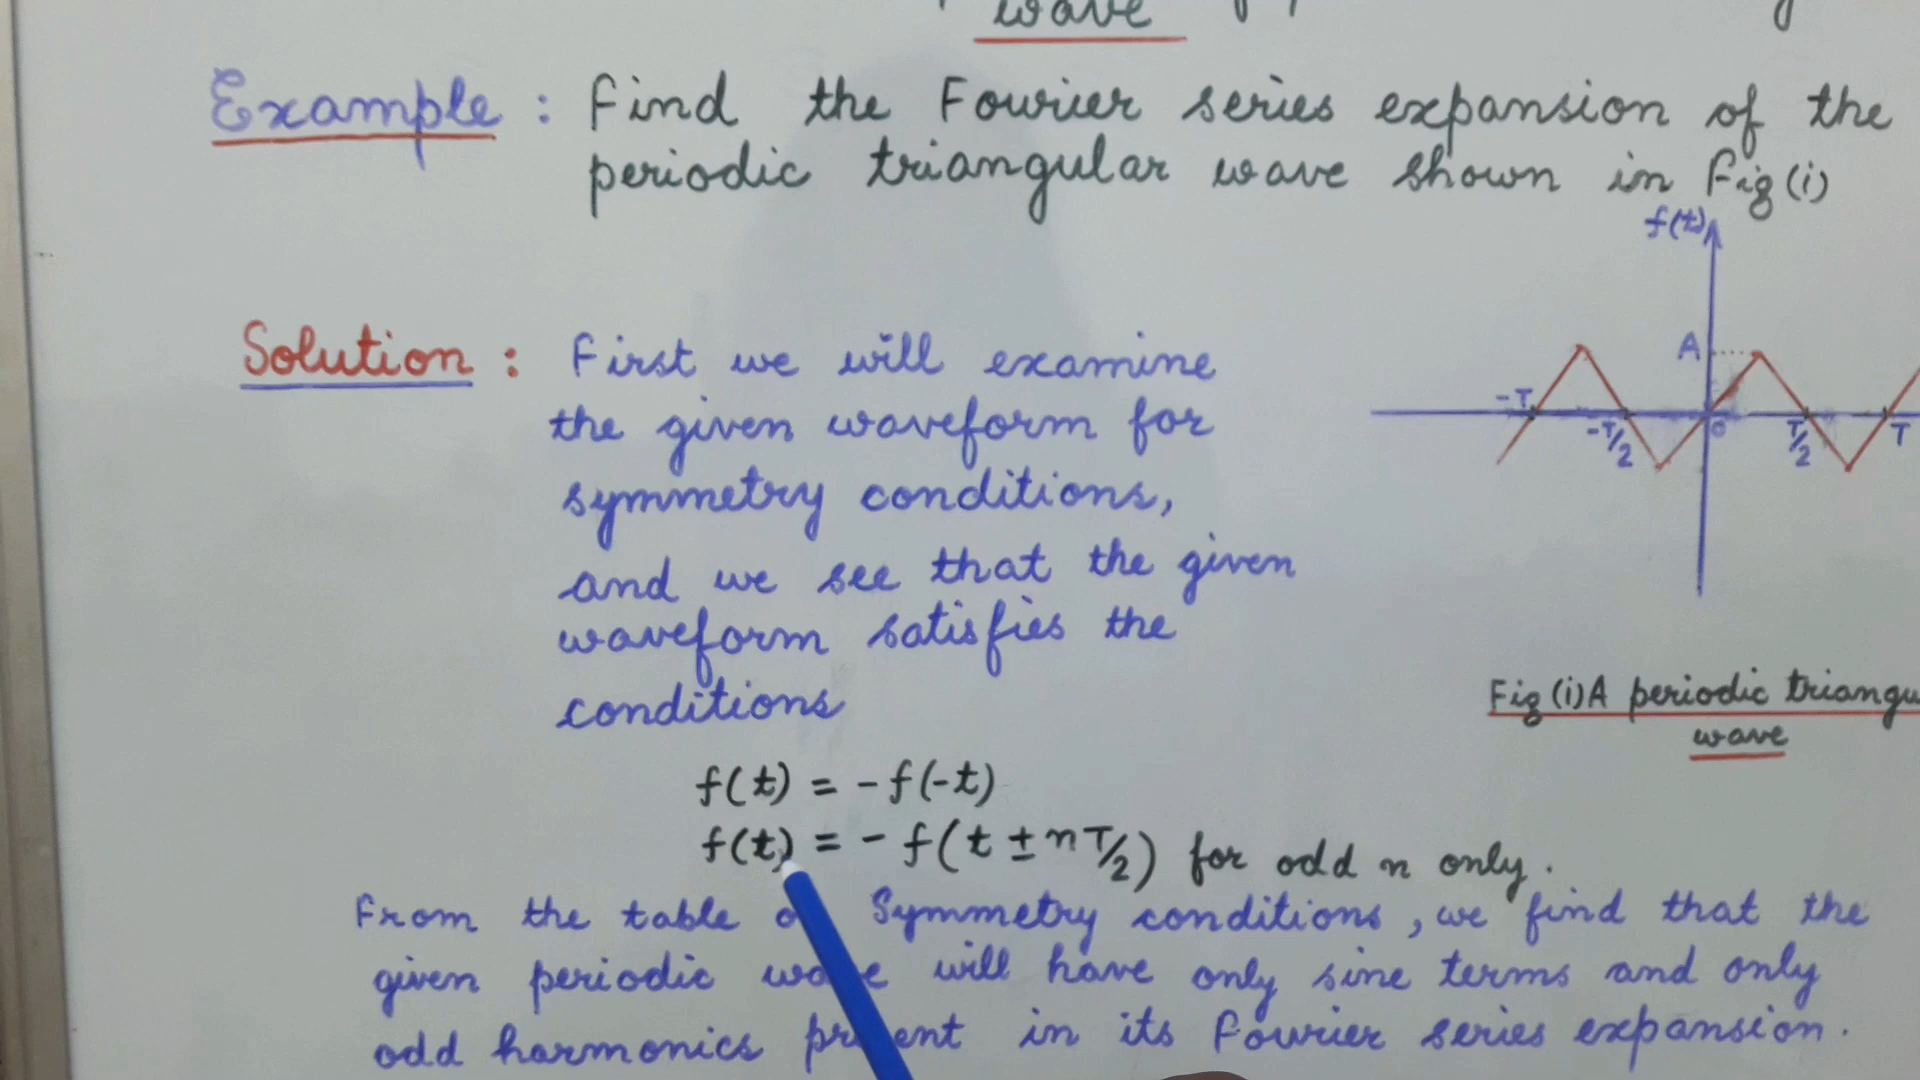 wave
Example : Find the Fourier series expansion of the
periodic triangular wave shown in Fig (i)
f(t)
A
-T
-T/2
0
T/2
T
Solution : First we will examine
the given waveform for
symmetry conditions,
and we see that the given
waveform satisfies the
conditions
Fig (i) A periodic
wave
f(t) = -f(-t)
f(t) = - f(t ± nT/2) for odd n only.
From the table Symmetry conditions, we find that the
given periodic will have only sine terms and only
odd harmonics in its Fourier series expansion.